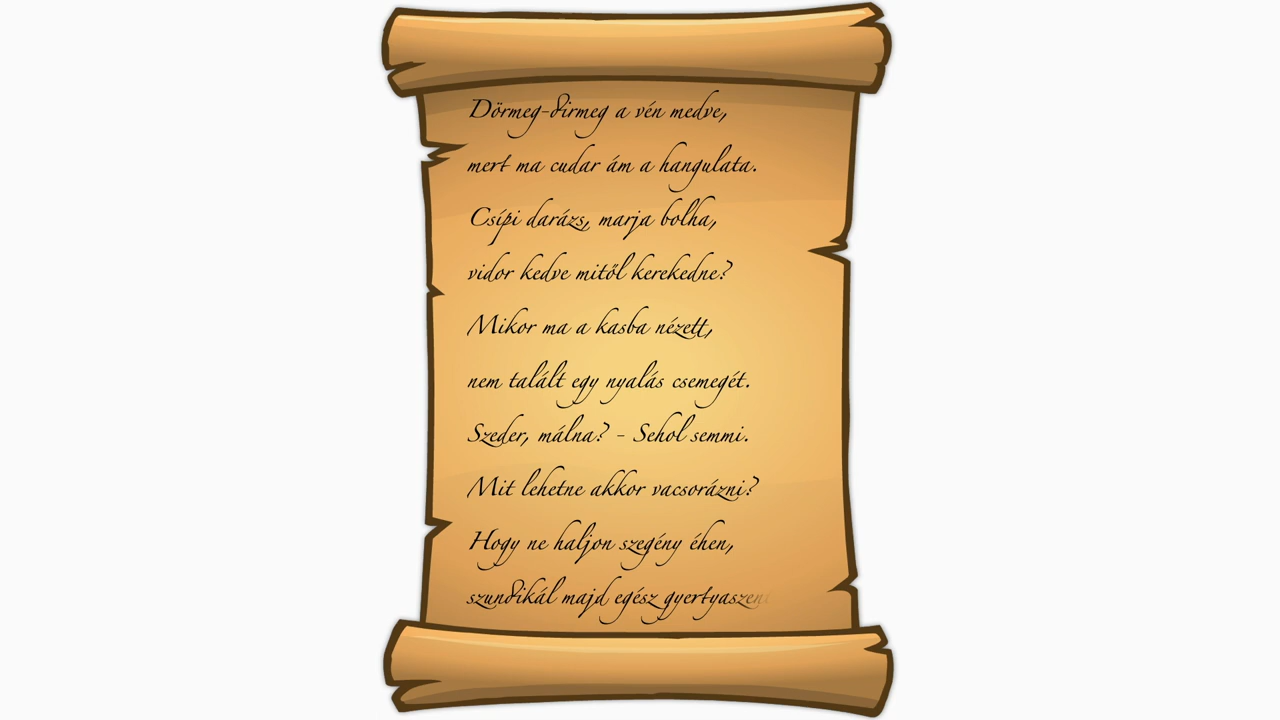 Dörmeg-dirmeg a vén medve,
mert ma cudar ám a hangulata.
Csípi darázs, marja bolha,
vidor kedve mitől kerekedne?
Mikor ma a kasba nézett,
nem talált egy nyalás csemegét.
Szeder, málna? - Sehol semmi.
Mit lehetne akkor vacsorázni?
Hogy ne haljon szegény éhen,
szundikál majd egész